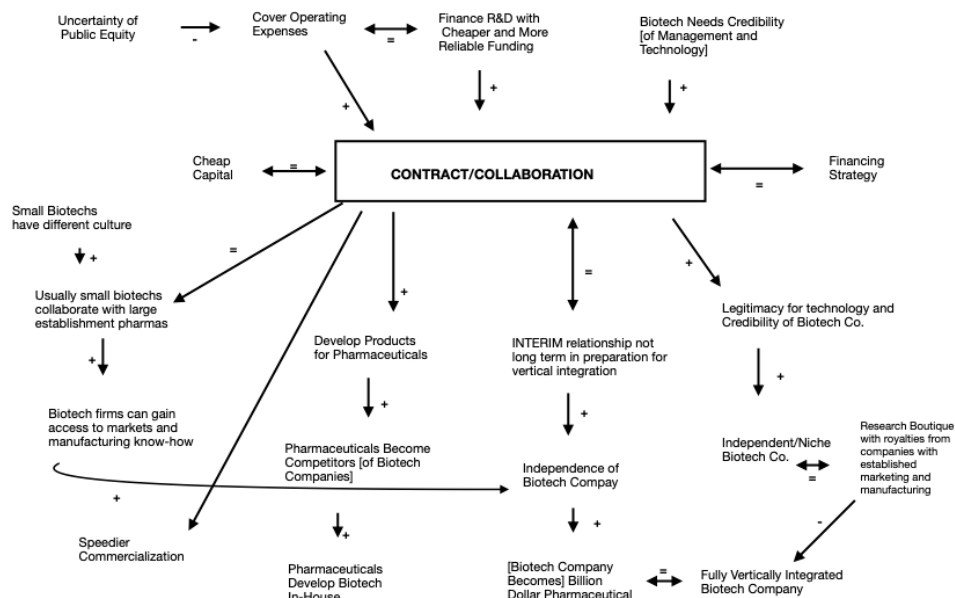 Uncertainty of
Public Equity
-
Cover Operating
Expenses
=
Finance R&D with
Cheaper and More
Reliable Funding
Biotech Needs Credibility
[of Management and
Technology]
+
+
+
Cheap
Capital
=
CONTRACT/COLLABORATION
=
Financing
Strategy
Small Biotechs
have different culture
+
=
+
=
+
Usually small biotechs
collaborate with large
establishment pharmas
+
Develop Products
for Pharmaceuticals
+
INTERIM relationship not
long term in preparation for
vertical integration
+
Legitimacy for technology and
Credibility of Biotech Co.
+
Biotech firms can gain
access to markets and
manufacturing know-how
+
Pharmaceuticals Become
Competitors [of Biotech
Companies]
+
Independence of
Biotech Compay
+
Independent/Niche
Biotech Co.
=
Research Boutique
with royalties from
companies with
established
marketing and
manufacturing
-
Speedier
Commercialization
Pharmaceuticals
Develop Biotech
In-House
[Biotech Company
Becomes] Billion
Dollar Pharmaceutical
=
Fully Vertically Integrated
Biotech Company